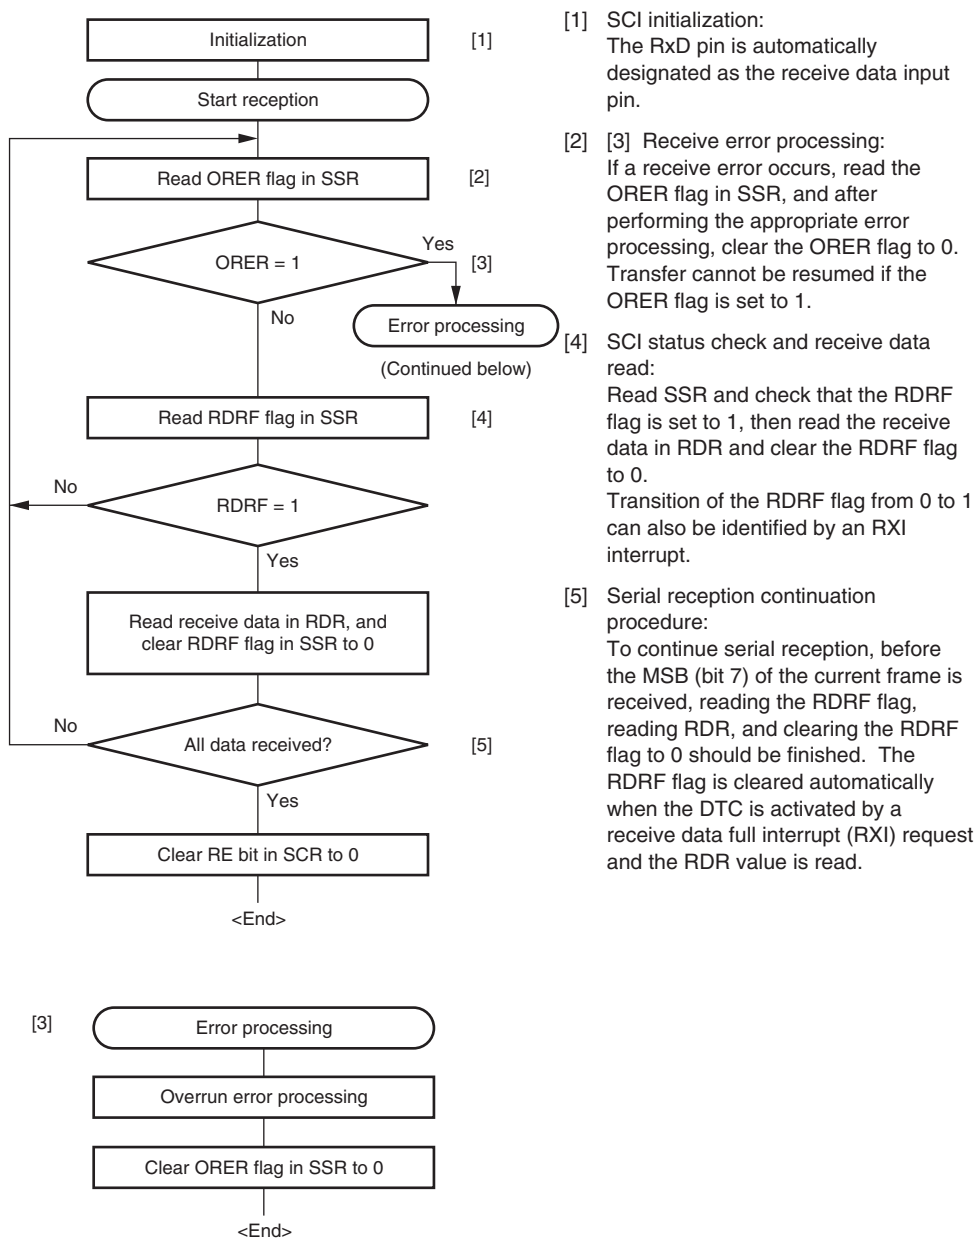 Initialization [1]
Start reception
Read ORER flag in SSR [2]
Yes
ORER = 1 [3]
No
Error processing
(Continued below)
Read RDRF flag in SSR [4]
No
RDRF = 1
Yes
Read receive data in RDR, and
clear RDRF flag in SSR to 0
No
All data received? [5]
Yes
Clear RE bit in SCR to 0
<End>
[1] SCI initialization:
The RxD pin is automatically
designated as the receive data input
pin.
[2] [3] Receive error processing:
If a receive error occurs, read the
ORER flag in SSR, and after
performing the appropriate error
processing, clear the ORER flag to 0.
Transfer cannot be resumed if the
ORER flag is set to 1.
[4] SCI status check and receive data
read:
Read SSR and check that the RDRF
flag is set to 1, then read the receive
data in RDR and clear the RDRF flag
to 0.
Transition of the RDRF flag from 0 to 1
can also be identified by an RXI
interrupt.
[5] Serial reception continuation
procedure:
To continue serial reception, before
the MSB (bit 7) of the current frame is
received, reading the RDRF flag,
reading RDR, and clearing the RDRF
flag to 0 should be finished. The
RDRF flag is cleared automatically
when the DTC is activated by a
receive data full interrupt (RXI) request
and the RDR value is read.
[3] Error processing
Overrun error processing
Clear ORER flag in SSR to 0
<End>